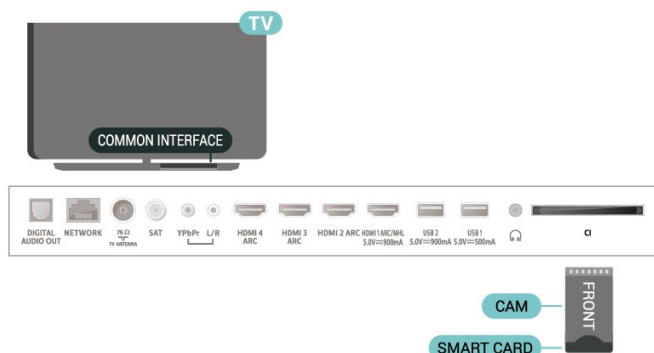 TV
COMMON INTERFACE
DIGITAL
AUDIO OUT
NETWORK
75 Ω
TV ANTENNA
SAT
YPbPr
L/R
HDMI 4
ARC
HDMI 3
ARC
HDMI 2 ARC
HDMI 1 ARC/MHL
5.0V⎓900mA
USB 2
5.0V⎓900mA
USB 1
5.0V⎓500mA
CI
CAM
FRONT
SMART CARD